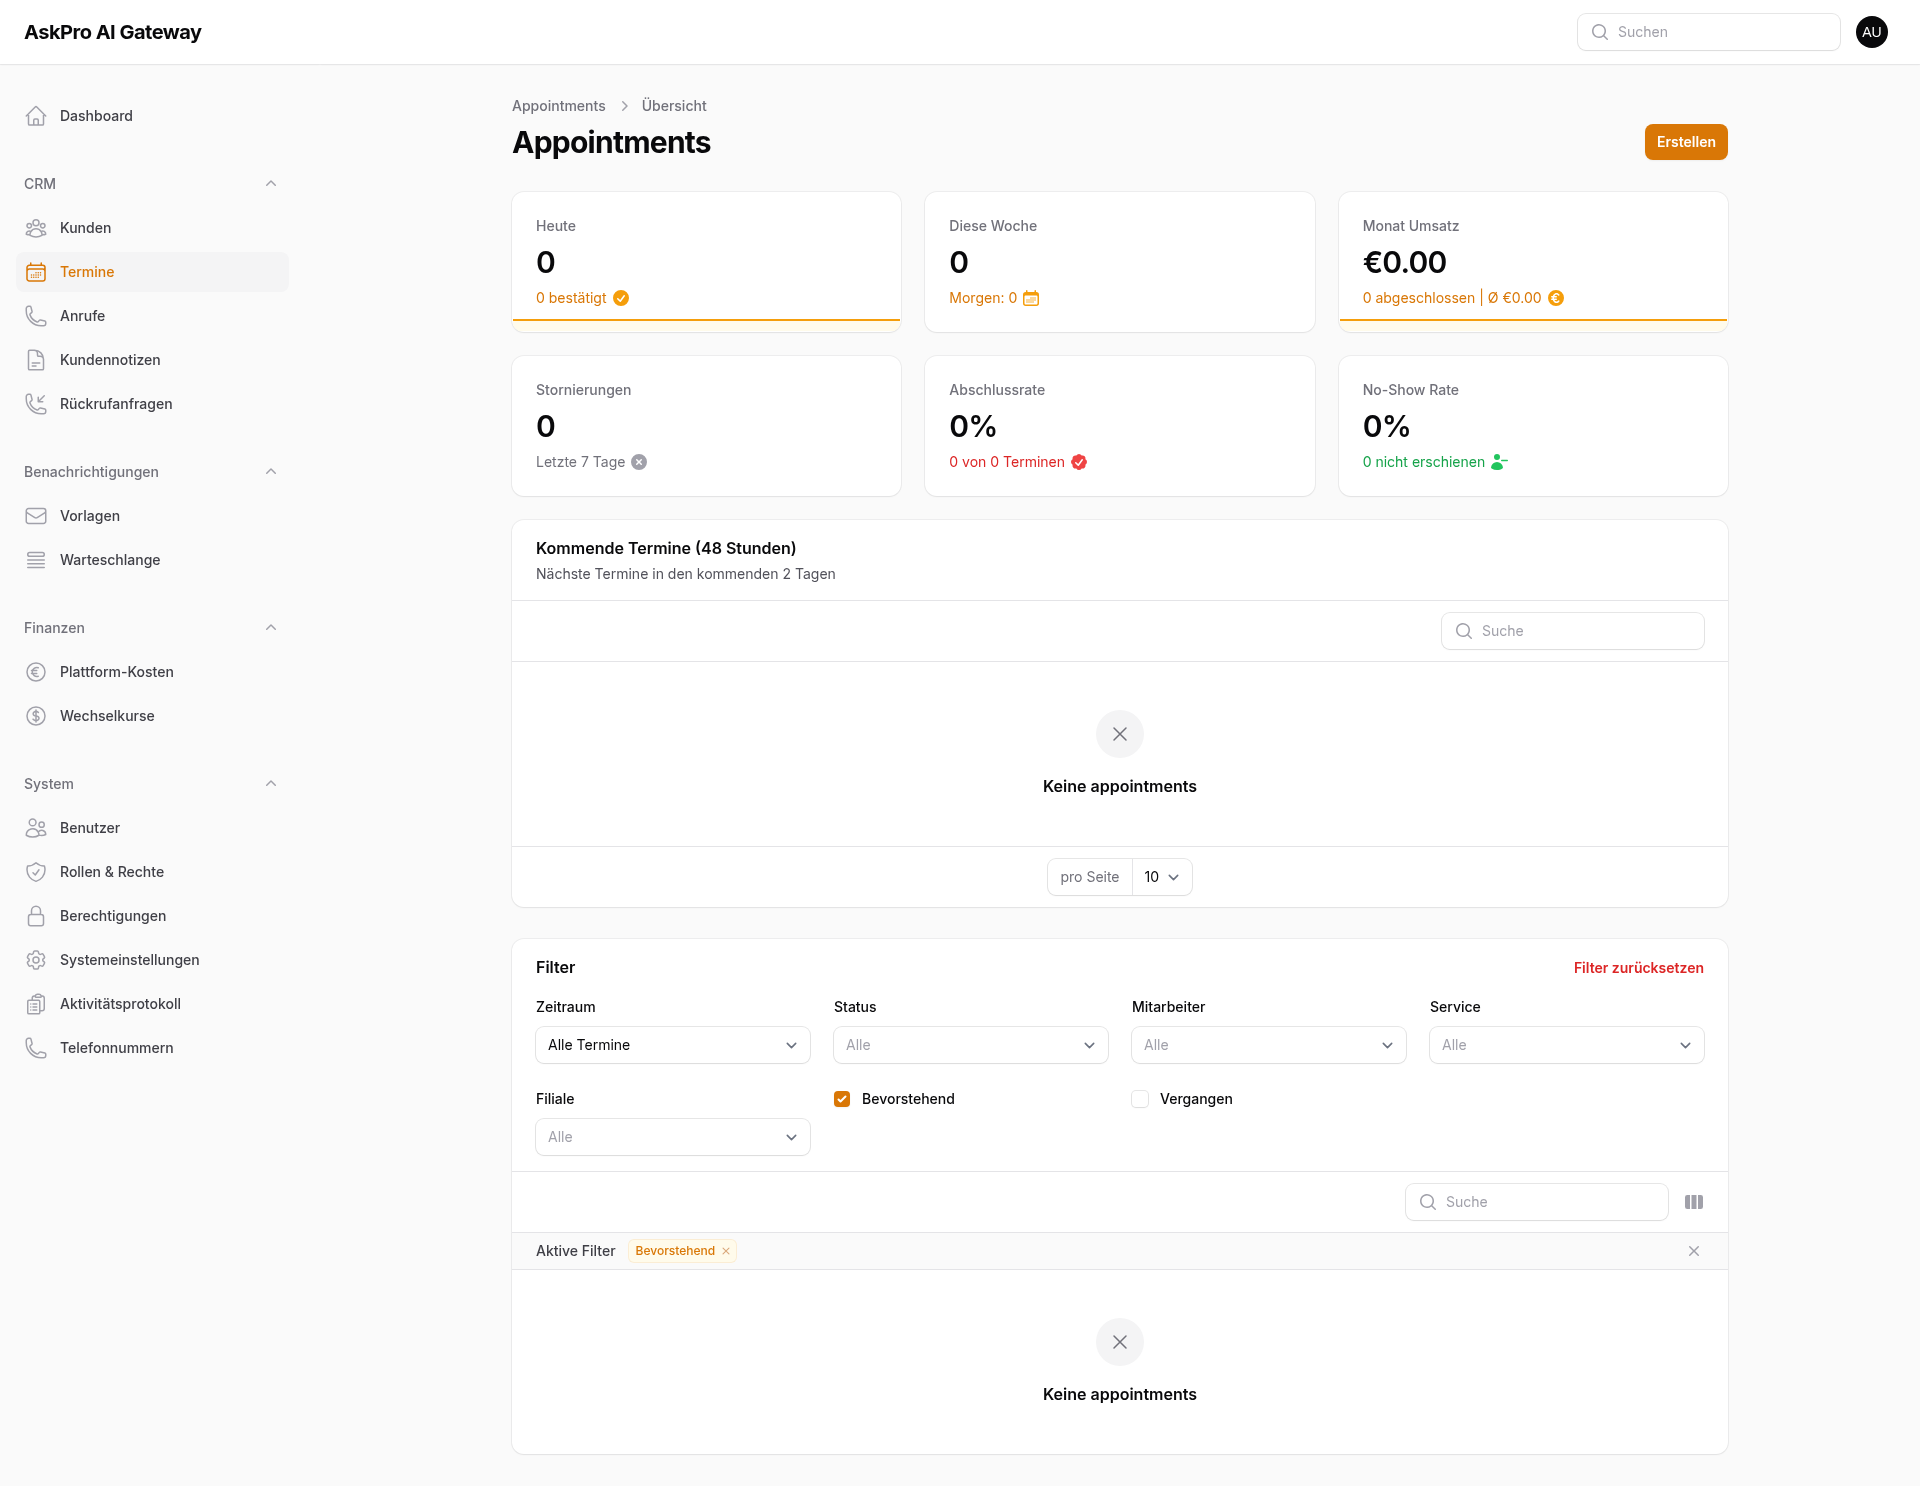 AskPro AI Gateway
Suchen
AU
Dashboard
CRM
Kunden
Termine
Anrufe
Kundennotizen
Rückrufanfragen
Benachrichtigungen
Vorlagen
Warteschlange
Finanzen
Plattform-Kosten
Wechselkurse
System
Benutzer
Rollen & Rechte
Berechtigungen
Systemeinstellungen
Aktivitätsprotokoll
Telefonnummern
Appointments Übersicht
Appointments
Erstellen
Heute
0
0 bestätigt
Diese Woche
0
Morgen: 0
Monat Umsatz
€0.00
0 abgeschlossen | Ø €0.00
Stornierungen
0
Letzte 7 Tage
Abschlussrate
0%
0 von 0 Terminen
No-Show Rate
0%
0 nicht erschienen
Kommende Termine (48 Stunden)
Nächste Termine in den kommenden 2 Tagen
Suche
Keine appointments
pro Seite 10
Filter
Filter zurücksetzen
Zeitraum
Alle Termine
Status
Alle
Mitarbeiter
Alle
Service
Alle
Filiale
Alle
Bevorstehend
Vergangen
Suche
Aktive Filter Bevorstehend
Keine appointments